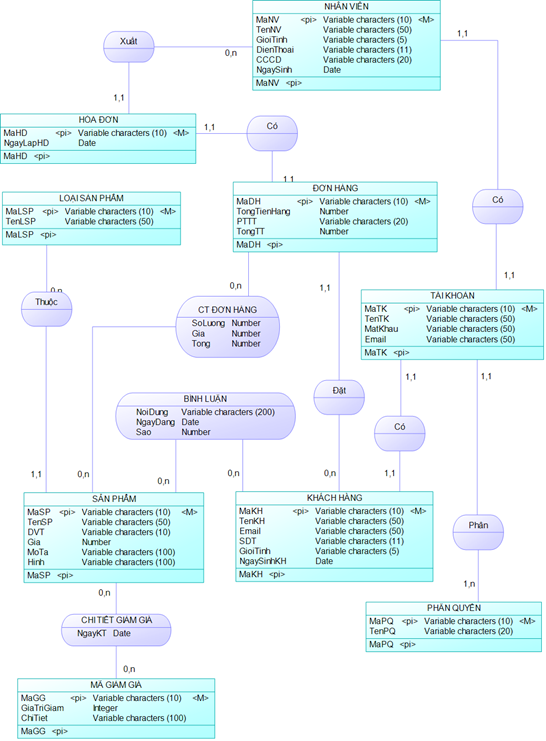 NHÂN VIÊN
MaNV <pi> Variable characters (10) <M>
TenNV Variable characters (50)
GioiTinh Variable characters (5)
DienThoai Variable characters (11)
CCCD Variable characters (20)
NgaySinh Date
MaNV <pi>
Xuất
0,n
1,1
1,1
HÓA ĐƠN
MaHD <pi> Variable characters (10) <M>
NgayLapHD Date
MaHD <pi>
1,1
Có
1,1
LOẠI SẢN PHẨM
MaLSP <pi> Variable characters (10) <M>
TenLSP Variable characters (50)
MaLSP <pi>
ĐƠN HÀNG
MaDH <pi> Variable characters (10) <M>
TongTienHang Number
PTTT Variable characters (20)
TongTT Number
MaDH <pi>
Có
0,n
Thuộc
0,n
1,1
1,1
CT ĐƠN HÀNG
SoLuong Number
Gia Number
Tong Number
TÀI KHOẢN
MaTK <pi> Variable characters (10) <M>
TenTK Variable characters (50)
MatKhau Variable characters (50)
Email Variable characters (50)
MaTK <pi>
1,1
1,1
BÌNH LUẬN
NoiDung Variable characters (200)
NgayDang Date
Sao Number
Đặt
Có
1,1
0,n
0,n
0,n
1,1
SẢN PHẨM
MaSP <pi> Variable characters (10) <M>
TenSP Variable characters (50)
DVT Variable characters (10)
Gia Number
MoTa Variable characters (100)
Hinh Variable characters (100)
MaSP <pi>
KHÁCH HÀNG
MaKH <pi> Variable characters (10) <M>
TenKH Variable characters (50)
Email Variable characters (50)
SDT Variable characters (11)
GioiTinh Variable characters (5)
NgaySinhKH Date
MaKH <pi>
Phân
1,n
0,n
CHI TIẾT GIẢM GIÁ
NgayKT Date
PHÂN QUYỀN
MaPQ <pi> Variable characters (10) <M>
TenPQ Variable characters (20)
MaPQ <pi>
0,n
MÃ GIẢM GIÁ
MaGG <pi> Variable characters (10) <M>
GiaTriGiam Integer
ChiTiet Variable characters (100)
MaGG <pi>